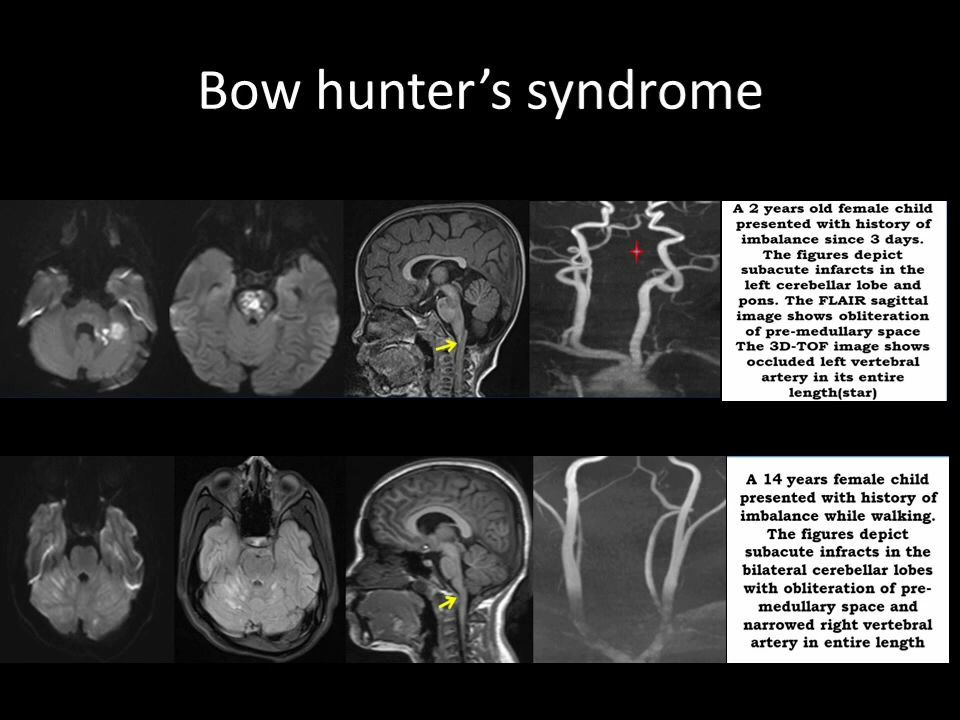 Bow hunter’s syndrome
A 2 years old female child
presented with history of
imbalance since 3 days.
The figures depict
subacute infarcts in the
left cerebellar lobe and
pons. The FLAIR sagittal
image shows obliteration
of pre-medullary space
The 3D-TOF image shows
occluded left vertebral
artery in its entire
length(star)
A 14 years female child
presented with history of
imbalance while walking.
The figures depict
subacute infracts in the
bilateral cerebellar lobes
with obliteration of pre-
medullary space and
narrowed right vertebral
artery in entire length